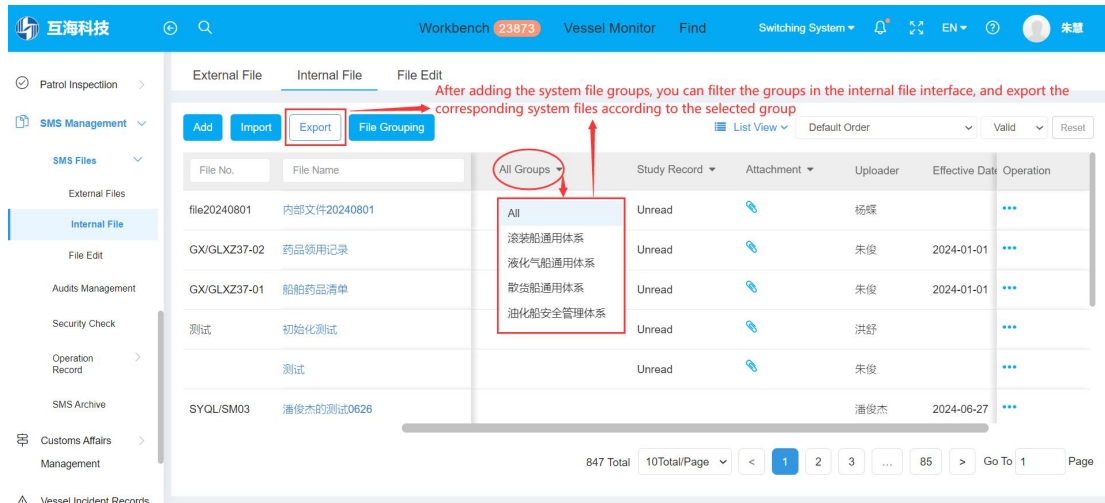 互海科技
Workbench 23873 Vessel Monitor Find Switching System EN 朱慧
Patrol Inspection
SMS Management
SMS Files
External Files
Internal File
File Edit
Audits Management
Security Check
Operation
Record
SMS Archive
Customs Affairs
Management
Vessel Incident Records
External File Internal File File Edit
After adding the system file groups, you can filter the groups in the internal file interface, and export the
corresponding system files according to the selected group
Add Import Export File Grouping List View Default Order Valid Reset
File No. File Name All Groups Study Record Attachment Uploader Effective Date Operation
file20240801 内部文件20240801 Unread 杨蝶
GX/GLXZ37-02 药品领用记录 Unread 朱俊 2024-01-01
GX/GLXZ37-01 船舶药品清单 Unread 朱俊 2024-01-01
测试 初始化测试 Unread 洪舒
测试 Unread 朱俊
SYQL/SM03 潘俊杰的测试0626 潘俊杰 2024-06-27
All
滚装船通用体系
液化气船通用体系
散货船通用体系
油化船安全管理体系
847 Total 10Total/Page < 1 2 3 ... 85 > Go To 1 Page